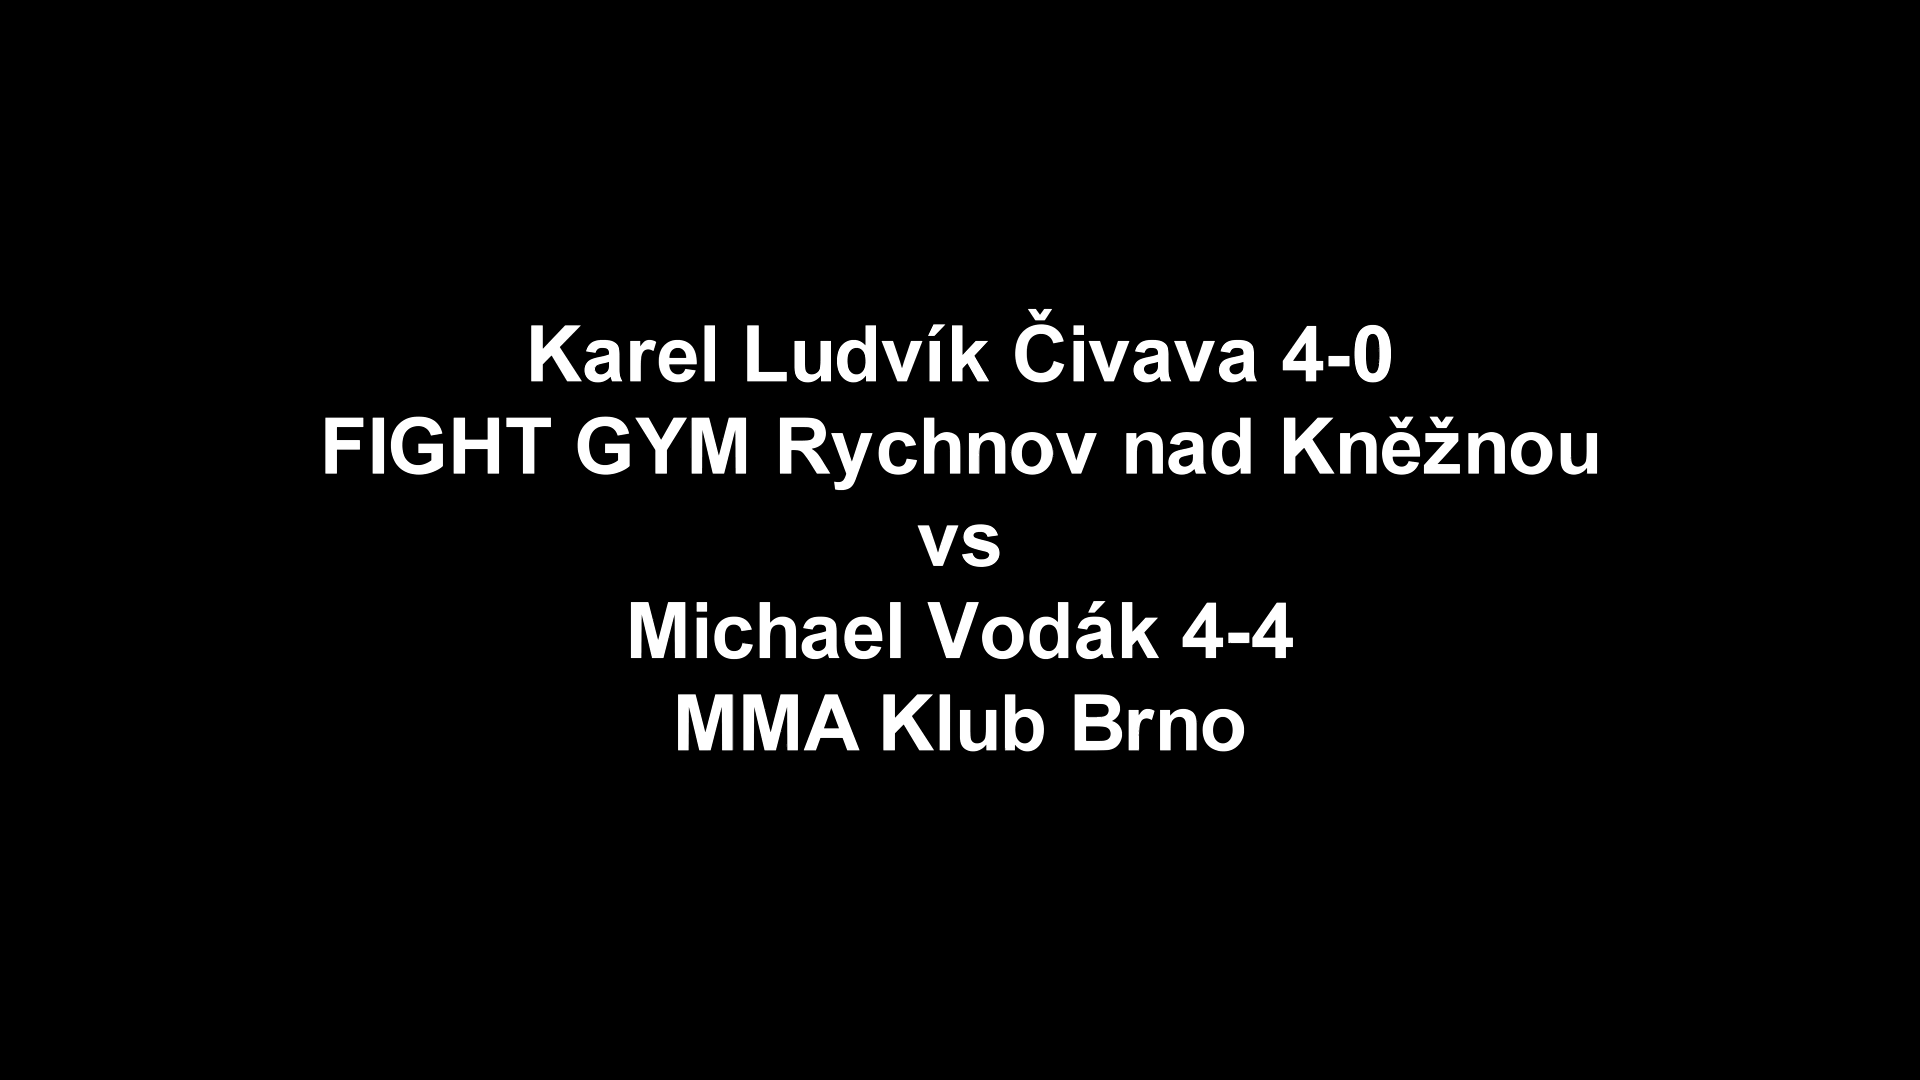 Karel Ludvík Čivava 4-0
FIGHT GYM Rychnov nad Kněžnou
vs
Michael Vodák 4-4
MMA Klub Brno